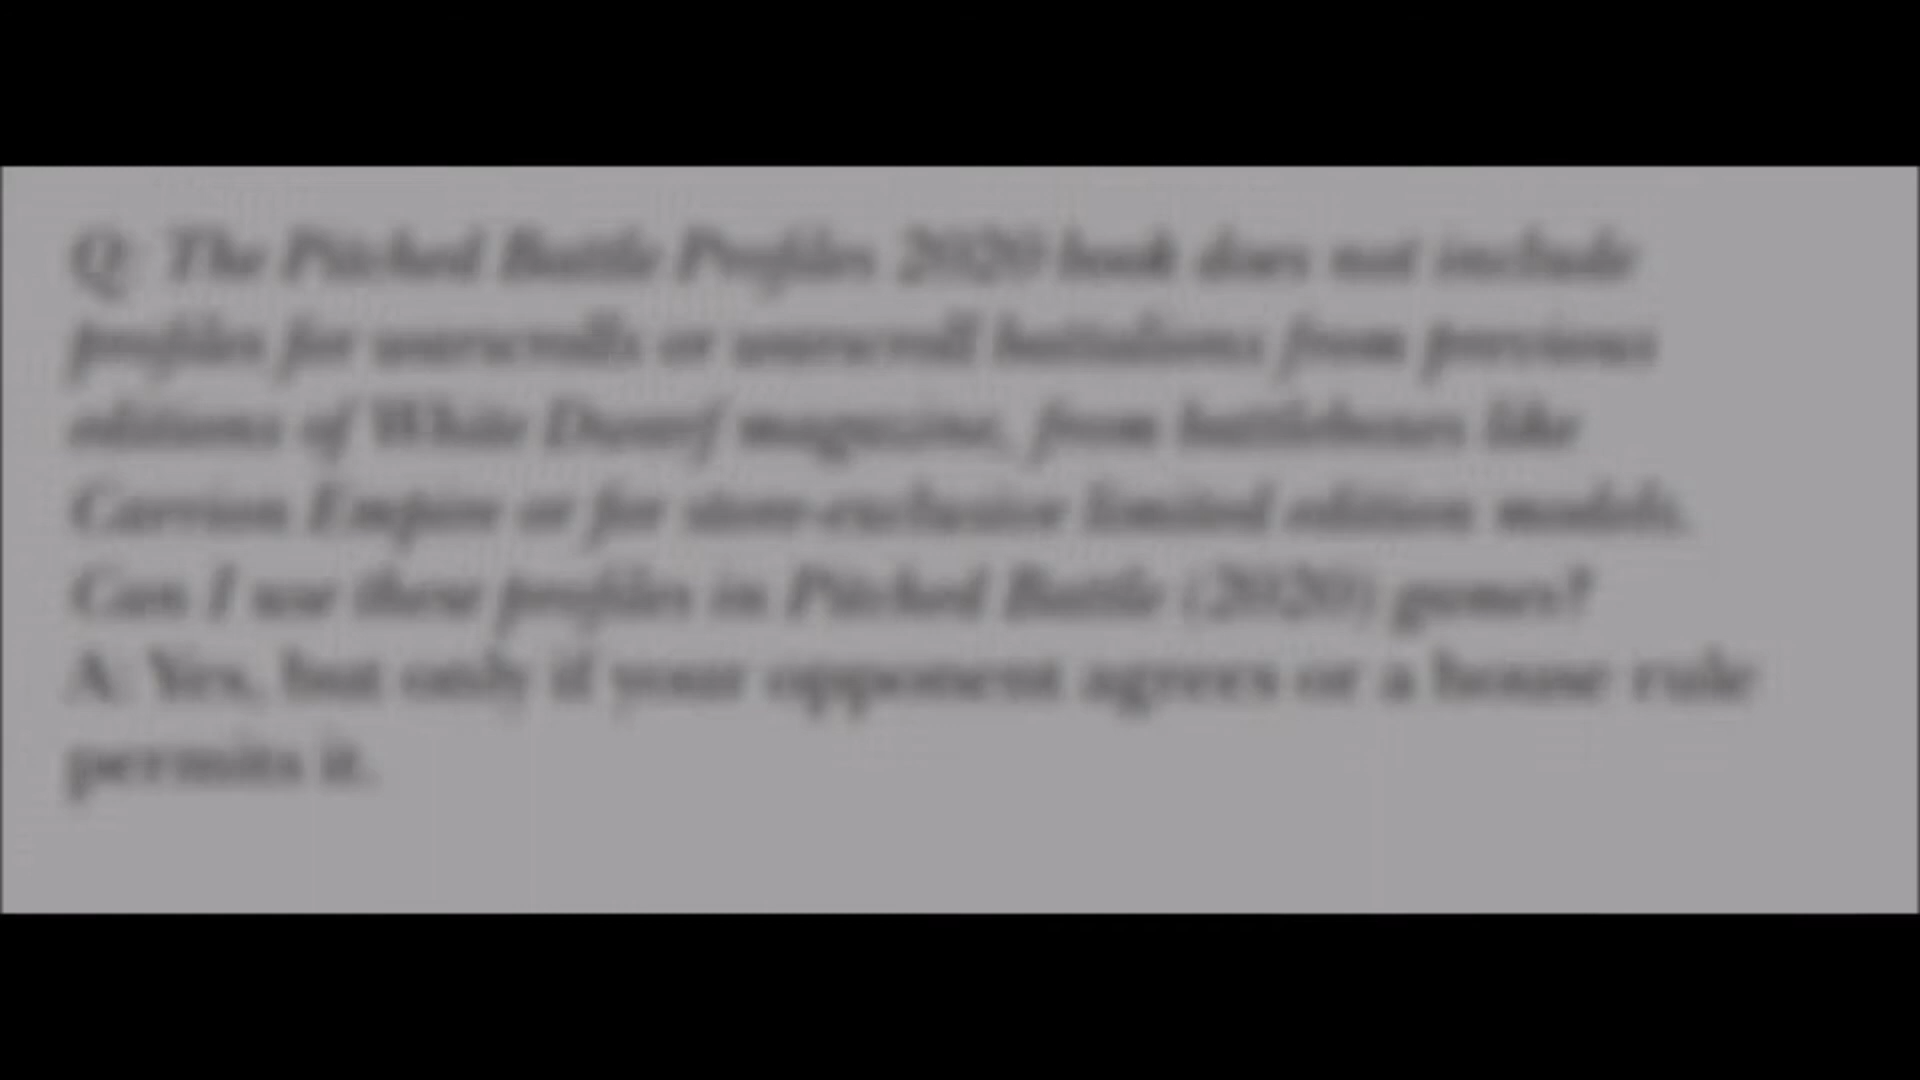 Q: The Pitched Battle Profiles 2020 book does not include
profiles for warscrolls or warscroll battalions from previous
editions of White Dwarf magazine, from battleboxes like
Carrion Empire or for store-exclusive limited edition models.
Can I use these profiles in Pitched Battle (2020) games?
A: Yes, but only if your opponent agrees or a house rule
permits it.